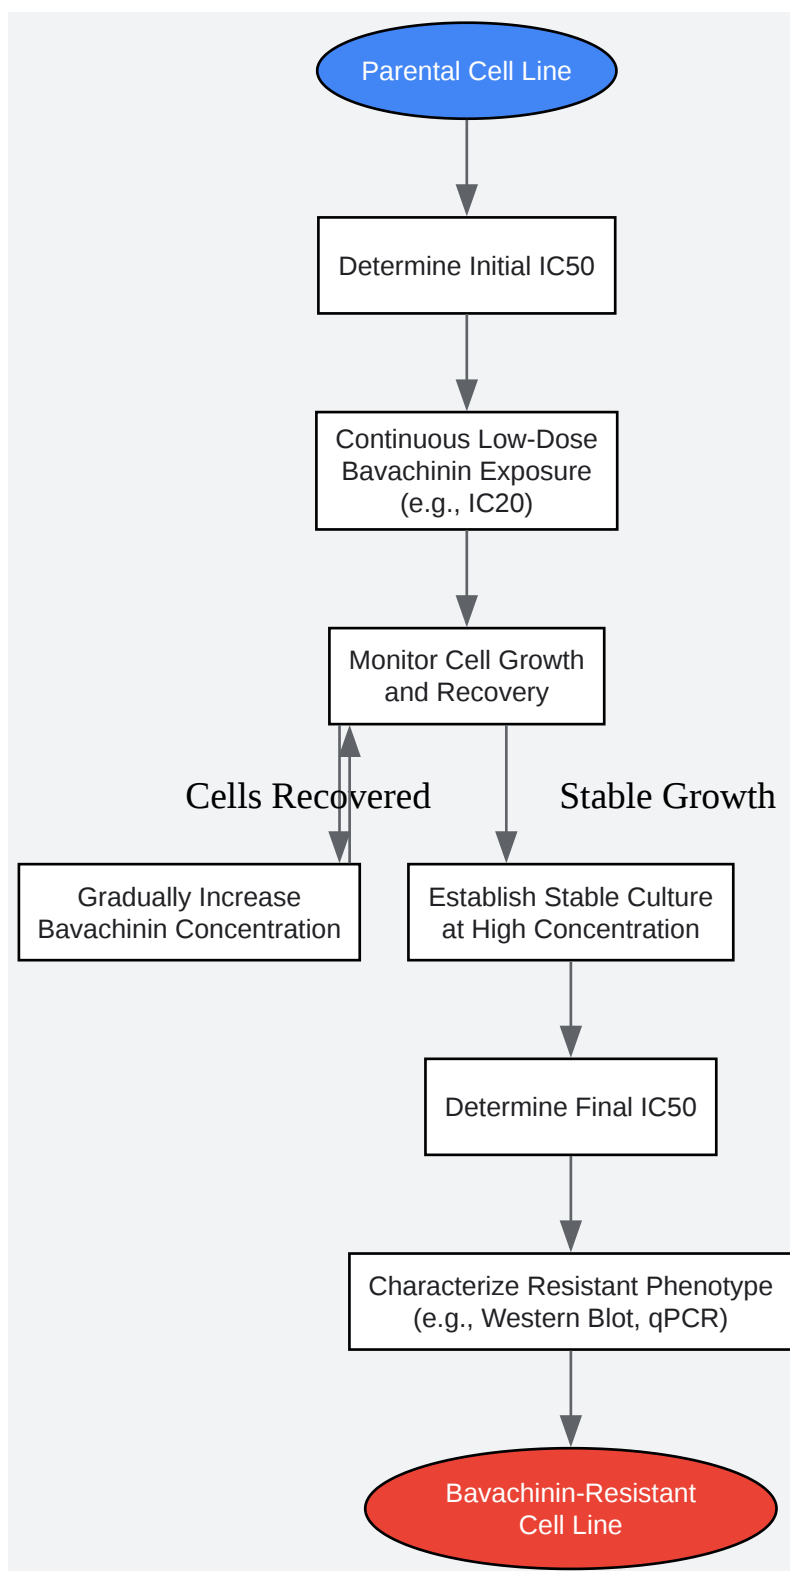 Parental Cell Line
Determine Initial IC50
Continuous Low-Dose
Bavachinin Exposure
(e.g., IC20)
Monitor Cell Growth
and Recovery
Cells Recovered
Stable Growth
Gradually Increase
Bavachinin Concentration
Establish Stable Culture
at High Concentration
Determine Final IC50
Characterize Resistant Phenotype
(e.g., Western Blot, qPCR)
Bavachinin-Resistant
Cell Line